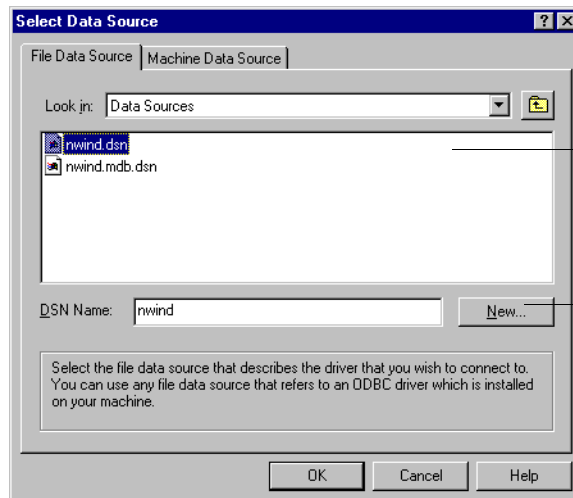 Select Data Source
File Data Source Machine Data Source
Look in: Data Sources
nwind.dsn
nwind.mdb.dsn
DSN Name: nwind New...
Select the file data source that describes the driver that you wish to connect to.
You can use any file data source that refers to an ODBC driver which is installed
on your machine.
OK Cancel Help